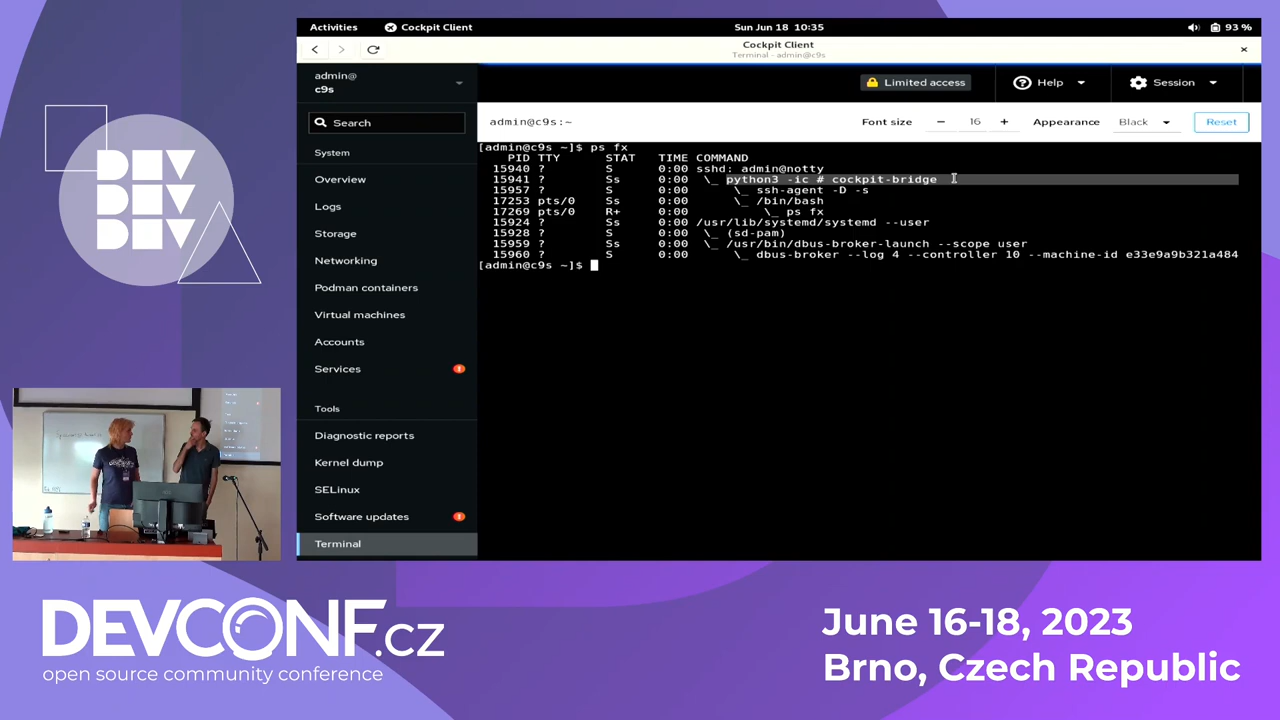 DEV
DEV
DEV
Activities
Cockpit Client
Sun Jun 18 10:35
93 %
Cockpit Client
Terminal - admin@c9s
admin@
c9s
Limited access
Help
Session
Search
admin@c9s:~
Font size
16
Appearance
Black
Reset
System
Overview
Logs
Storage
Networking
Podman containers
Virtual machines
Accounts
Services
Tools
Diagnostic reports
Kernel dump
SELinux
Software updates
Terminal
[admin@c9s ~]$ ps fx
PID TTY STAT TIME COMMAND
15940 ? S 0:00 sshd: admin@notty
15941 ? Ss 0:00 \_ python3 -ic # cockpit-bridge
15957 ? S 0:00 \_ ssh-agent -D -s
17253 pts/0 Ss 0:00 \_ /bin/bash
17269 pts/0 R+ 0:00 \_ ps fx
15924 ? Ss 0:00 /usr/lib/systemd/systemd --user
15928 ? S 0:00 \_ (sd-pam)
15959 ? Ss 0:00 \_ /usr/bin/dbus-broker-launch --scope user
15960 ? S 0:00 \_ dbus-broker --log 4 --controller 10 --machine-id e33e9a9b321a484
[admin@c9s ~]$
DEVCONF.CZ
open source community conference
June 16-18, 2023
Brno, Czech Republic